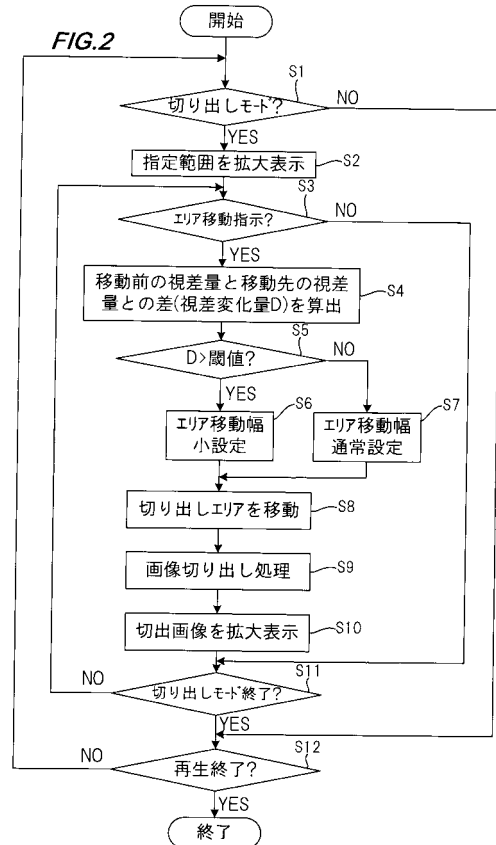 開始
FIG.2
S1
切り出しモード?
NO
YES
指定範囲を拡大表示
S2
S3
エリア移動指示?
NO
YES
移動前の視差量と移動先の視差
量との差(視差変化量D)を算出
S4
S5
D>閾値?
NO
YES
S6
エリア移動幅
小設定
S7
エリア移動幅
通常設定
切り出しエリアを移動
S8
画像切り出し処理
S9
切出画像を拡大表示
S10
S11
NO
切り出しモード終了?
YES
S12
NO
再生終了?
YES
終了